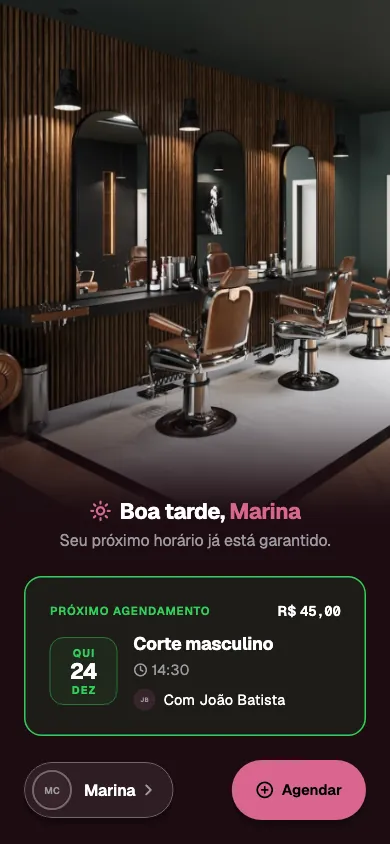 Boa tarde, Marina
Seu próximo horário já está garantido.
PRÓXIMO AGENDAMENTO
R$ 45,00
QUI
24
DEZ
Corte masculino
14:30
JB
Com João Batista
MC
Marina
Agendar